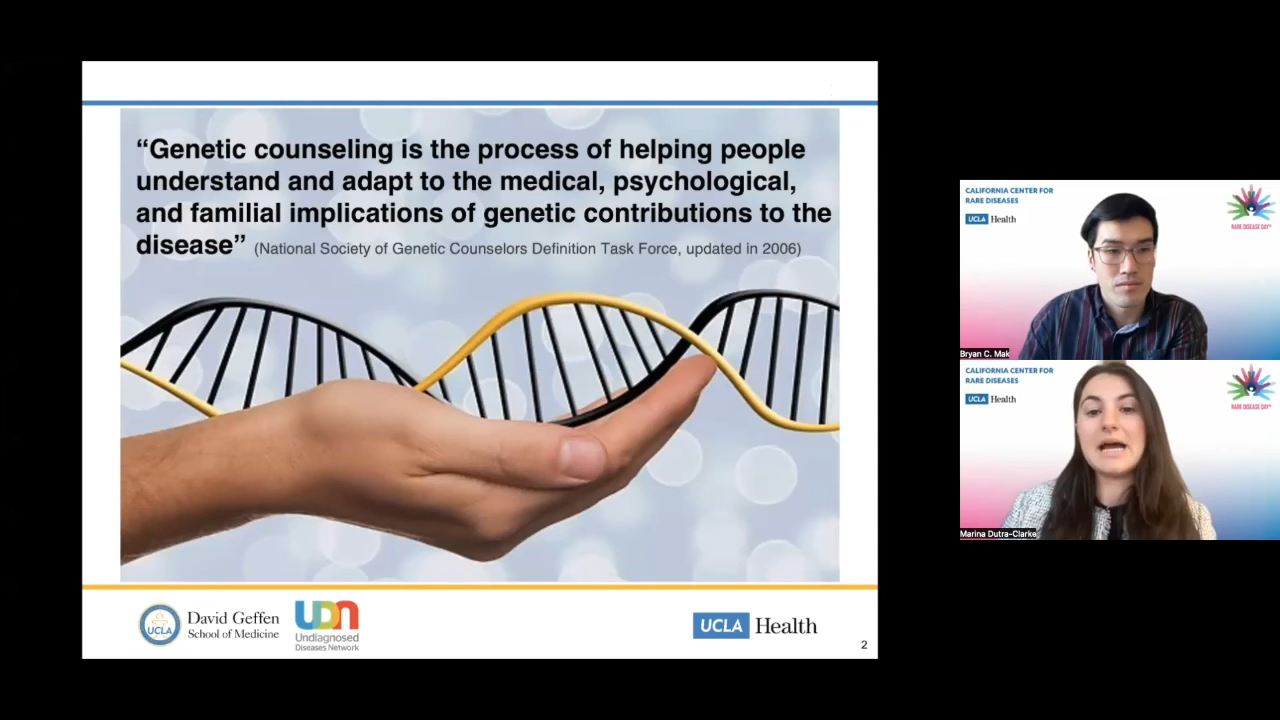 “Genetic counseling is the process of helping people
understand and adapt to the medical, psychological,
and familial implications of genetic contributions to the
disease” (National Society of Genetic Counselors Definition Task Force, updated in 2006)
UCLA
David Geffen
School of Medicine
UDN
Undiagnosed
Diseases Network
UCLA Health
2
CALIFORNIA CENTER FOR
RARE DISEASES
UCLA Health
RARE DISEASE DAY®
Bryan C. Mak
CALIFORNIA CENTER FOR
RARE DISEASES
UCLA Health
RARE DISEASE DAY®
Marina Dutra-Clarke